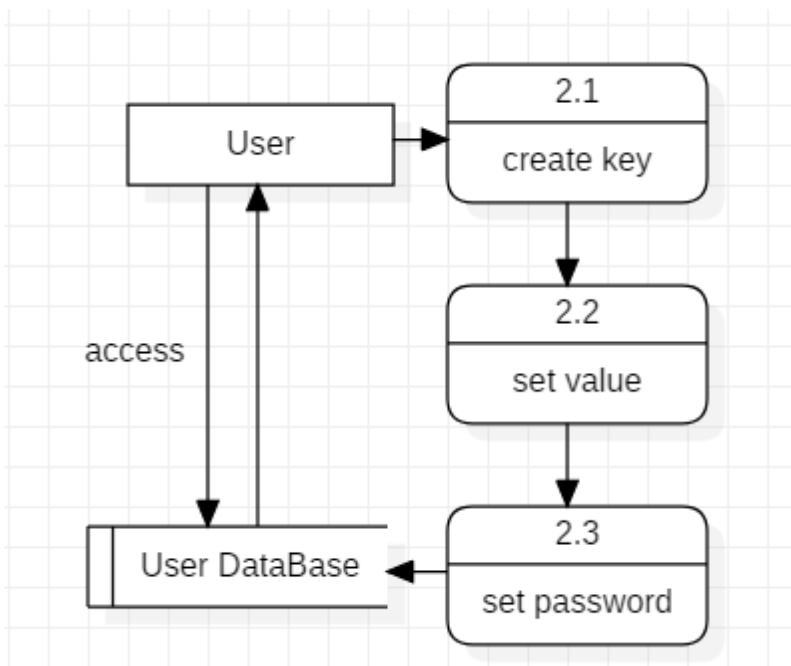 2.1
User
create key
2.2
access
set value
2.3
User DataBase
set password